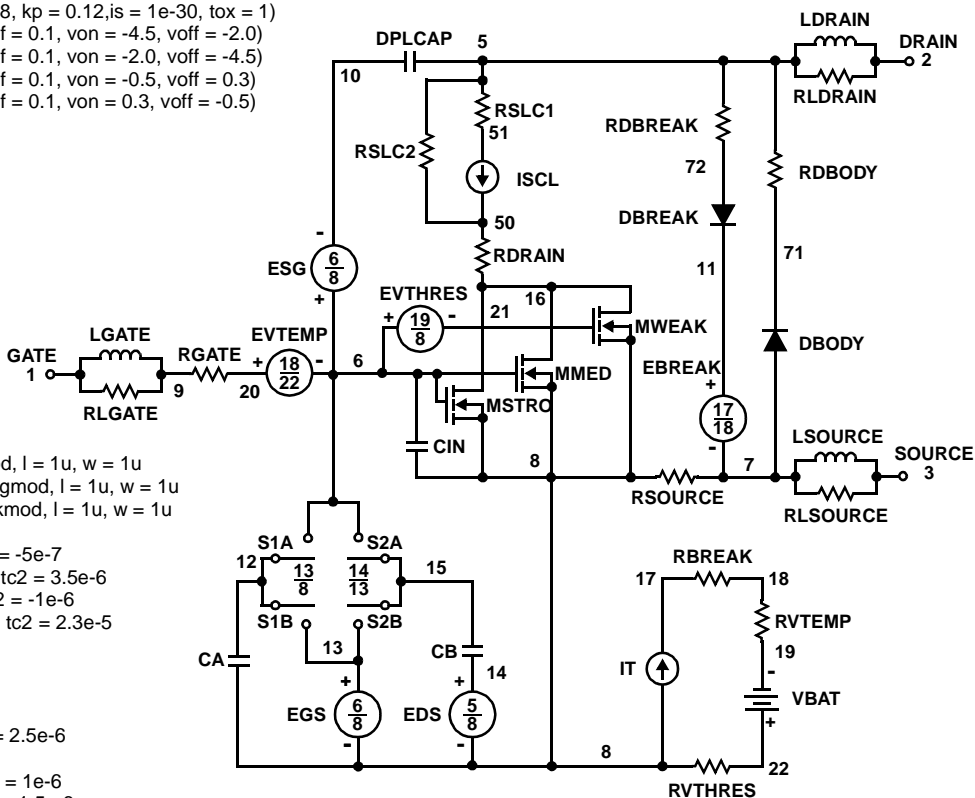 8, kp = 0.12,is = 1e-30, tox = 1)
f = 0.1, von = -4.5, voff = -2.0)
f = 0.1, von = -2.0, voff = -4.5)
f = 0.1, von = -0.5, voff = 0.3)
f = 0.1, von = 0.3, voff = -0.5)
DPLCAP
5
LDRAIN
DRAIN
2
RLDRAIN
10
RSLC1
51
RSLC2
ISCL
50
RDRAIN
RDBREAK
72
RDBODY
DBREAK
71
11
ESG
6
8
-
+
EVTHRES
+
19
8
-
16
21
MWEAK
LGATE
GATE
1
RLGATE
9
RGATE
20
EVTEMP
+
18
22
-
6
MMED
MSTRO
DBODY
EBREAK
+
17
18
-
CIN
8
7
LSOURCE
SOURCE
3
RSOURCE
RLSOURCE
od, l = 1u, w = 1u
gmod, l = 1u, w = 1u
kmod, l = 1u, w = 1u
= -5e-7
tc2 = 3.5e-6
2 = -1e-6
tc2 = 2.3e-5
S1A
S2A
12
13
8
14
13
15
S1B
S2B
13
CA
CB
14
+
EGS
6
8
-
+
EDS
5
8
-
RBREAK
17
18
RVTEMP
19
IT
-
VBAT
+
8
22
RVTHRES
= 2.5e-6
= 1e-6